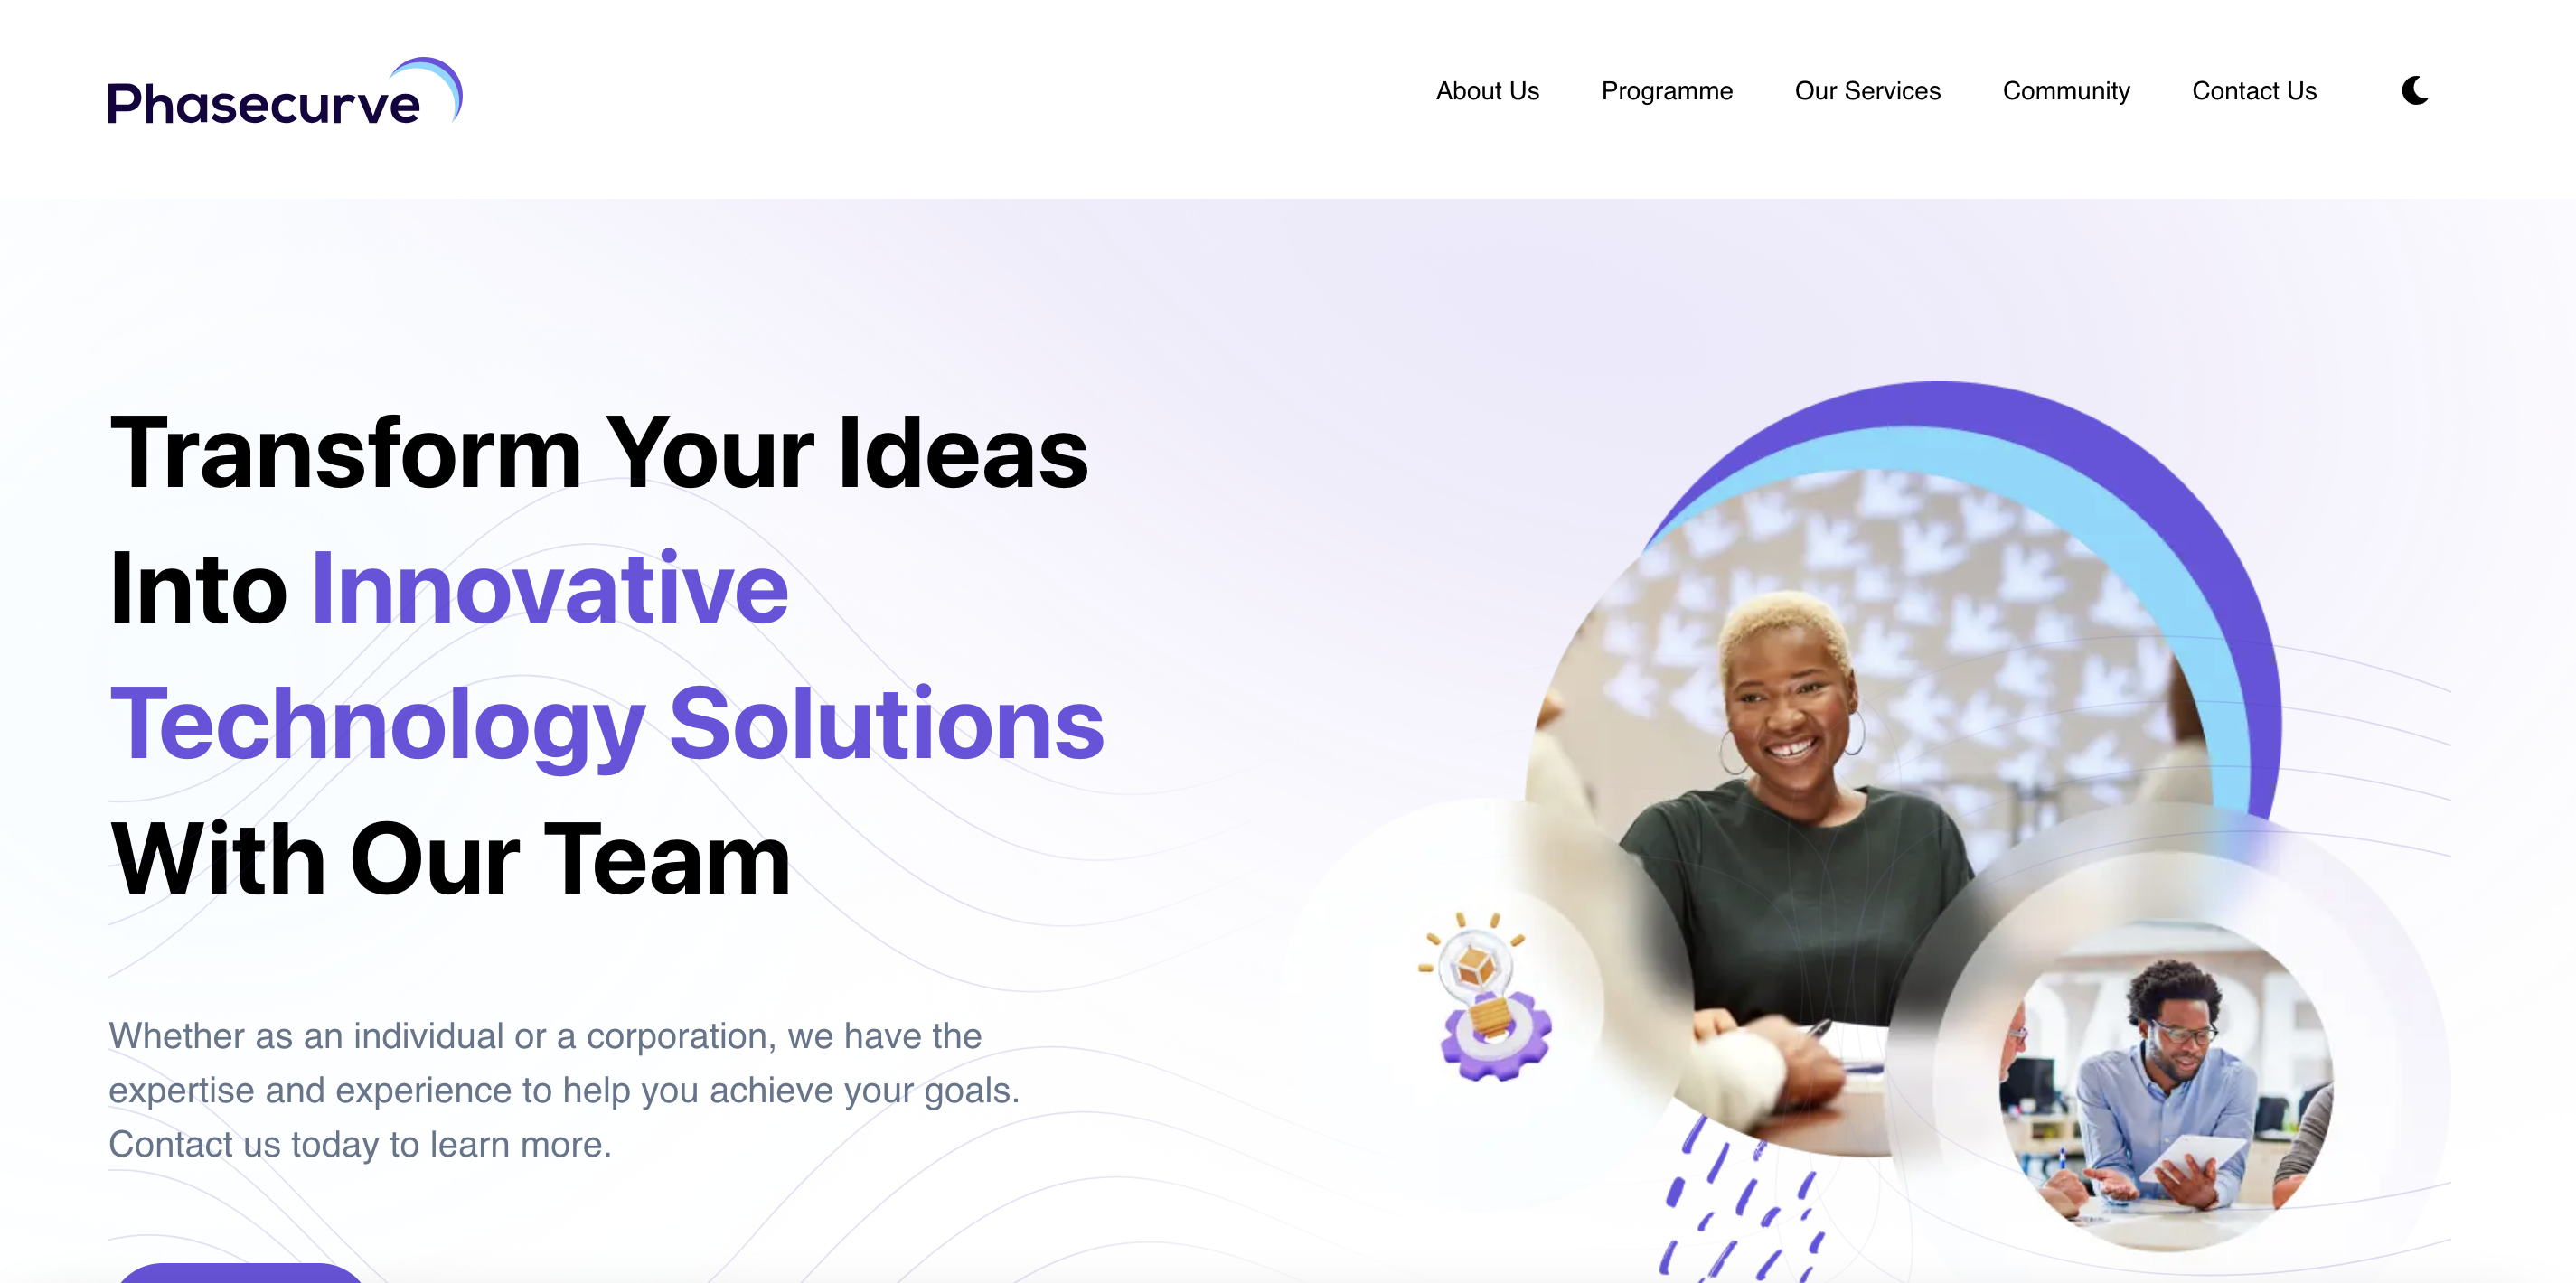 Phasecurve
About Us Programme Our Services Community Contact Us
Transform Your Ideas
Into Innovative
Technology Solutions
With Our Team
Whether as an individual or a corporation, we have the
expertise and experience to help you achieve your goals.
Contact us today to learn more.